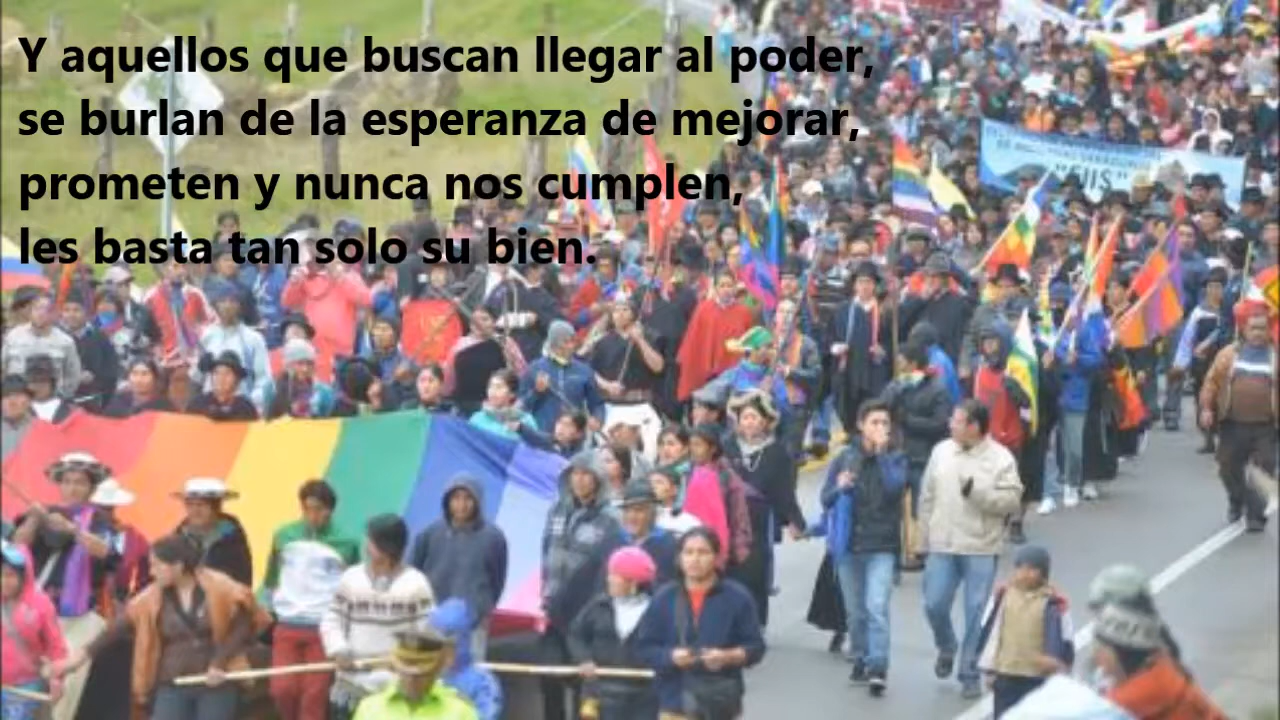 Y aquellos que buscan llegar al poder,
se burlan de la esperanza de mejorar,
prometen y nunca nos cumplen,
les basta tan solo su bien.